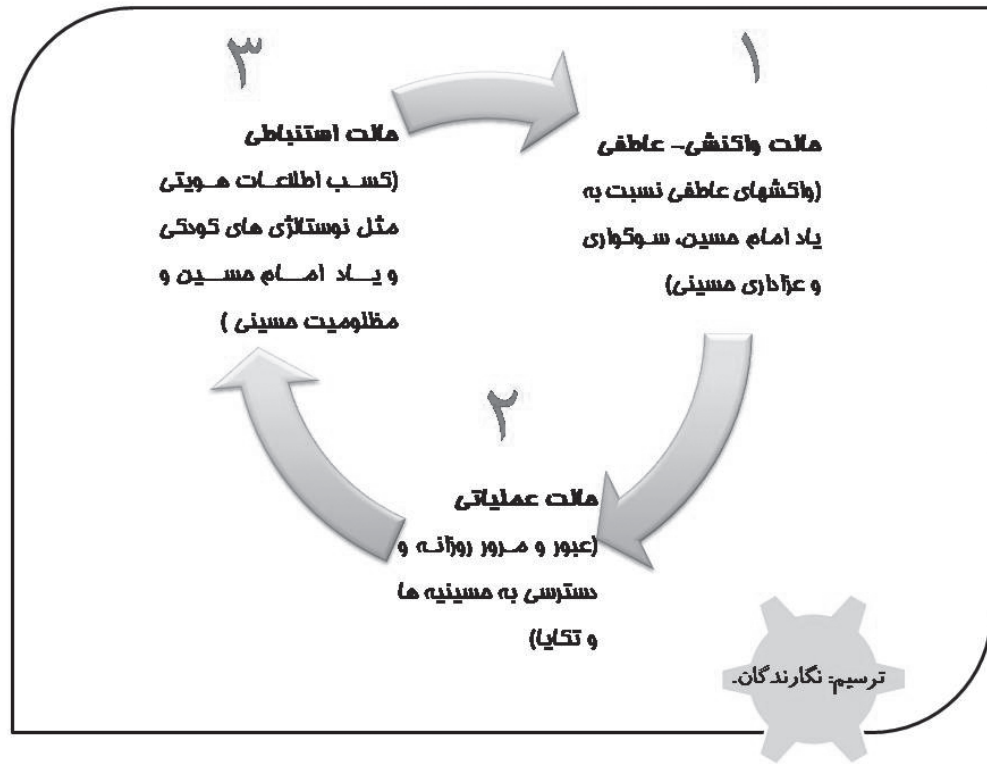 ۱
حالت واکنشی- عاطفی
(واکشهای عاطفی نسبت به
یاد امام حسین، سوگواری
و عزاداری حسینی)
۲
حالت عملیاتی
(عبور و مرور روزانه و
دسترسی به حسینیه ها
و تکایا)
۳
حالت استنباطی
(کسب اطلاعات هویتی
مثل نوستالژی های کودکی
و یاد امام حسین و
مظلومیت حسینی )
ترسیم: نگارندگان.